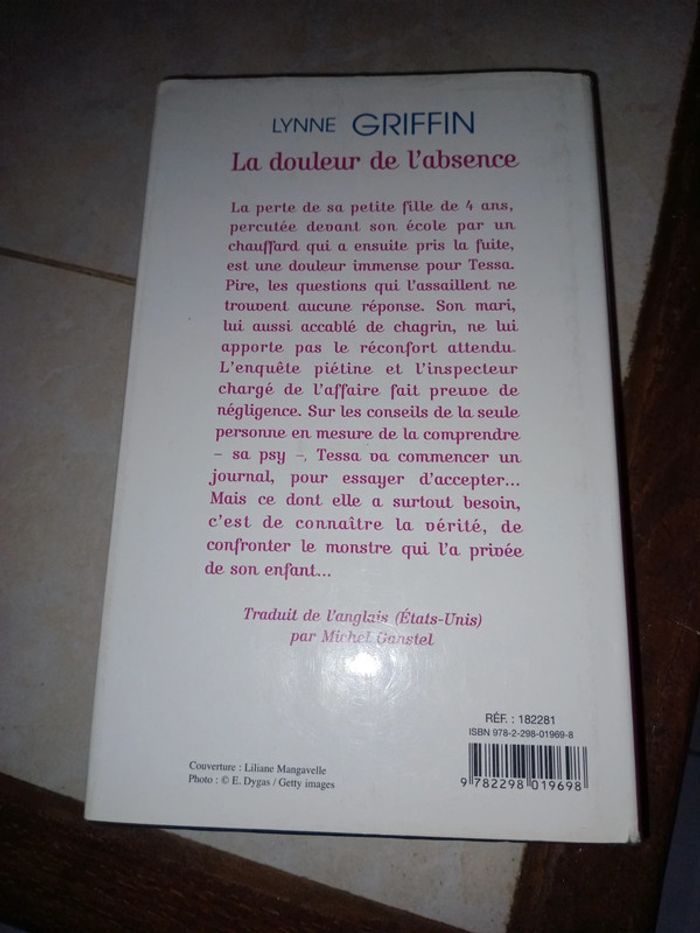 LYNNE GRIFFIN
La douleur de l'absence
La perte de sa petite fille de 4 ans,
percutée devant son école par un
chauffard qui a ensuite pris la fuite,
est une douleur immense pour Tessa.
Pire, les questions qui l'assaillent ne
trouvent aucune réponse. Son mari,
lui aussi accablé de chagrin, ne lui
apporte pas le réconfort attendu.
L'enquête piétine et l'inspecteur
chargé de l'affaire fait preuve de
négligence. Sur les conseils de la seule
personne en mesure de la comprendre
– sa psy –, Tessa va commencer un
journal, pour essayer d'accepter...
Mais ce dont elle a surtout besoin,
c'est de connaître la vérité, de
confronter le monstre qui l'a privée
de son enfant...
Traduit de l'anglais (États-Unis)
par Michel Ganstel
RÉF. : 182281
ISBN 978-2-298-01969-8
9 782298 019698
Couverture : Liliane Mangavelle
Photo : © E. Dygas / Getty images